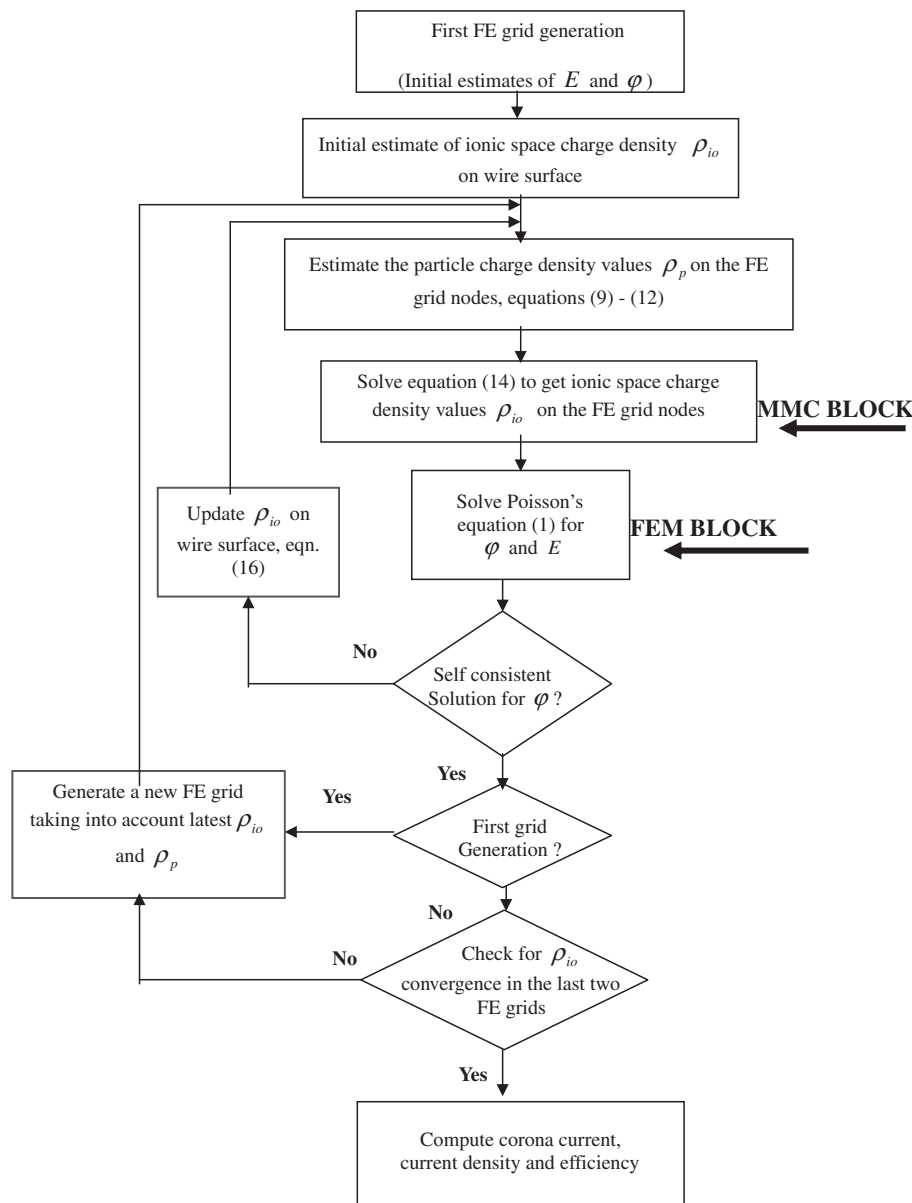 First FE grid generation
(Initial estimates of E and φ)
Initial estimate of ionic space charge density ρio
on wire surface
Estimate the particle charge density values ρp on the FE
grid nodes, equations (9) - (12)
Solve equation (14) to get ionic space charge
density values ρio on the FE grid nodes
MMC BLOCK
Solve Poisson's
equation (1) for
φ and E
FEM BLOCK
Update ρio on
wire surface, eqn.
(16)
No
Self consistent
Solution for φ ?
Yes
Generate a new FE grid
taking into account latest ρio
and ρp
Yes
First grid
Generation ?
No
No
Check for ρio
convergence in the last two
FE grids
Yes
Compute corona current,
current density and efficiency